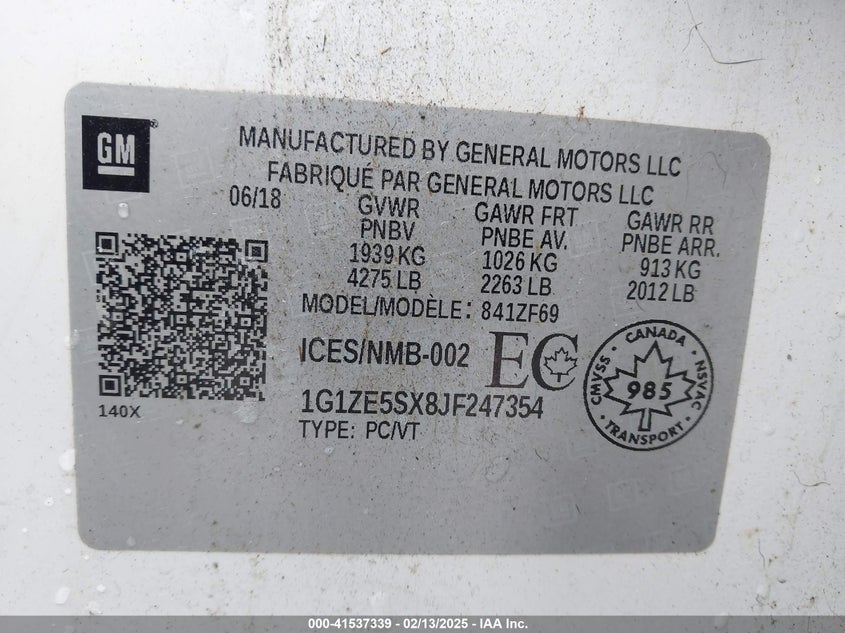 GM
MANUFACTURED BY GENERAL MOTORS LLC
FABRIQUÉ PAR GENERAL MOTORS LLC
06/18
GVWR
PNBV
1939 KG
4275 LB
GAWR FRT
PNBE AV.
1026 KG
2263 LB
GAWR RR
PNBE ARR.
913 KG
2012 LB
MODEL/MODÈLE: 841ZF69
ICES/NMB-002
EC
1G1ZE5SX8JF247354
TYPE: PC/VT
140X
CANADA
CMVSS
985
NSVAC
TRANSPORT
000-41537339 - 02/13/2025 - IAA Inc.